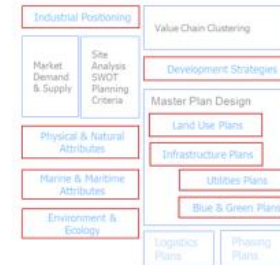 Industrial Positioning
Value Chain Clustering
Market
Demand
& Supply
Site
Analysis
SWOT
Planning
Criteria
Development Strategies
Master Plan Design
Land Use Plans
Infrastructure Plans
Utilities Plans
Blue & Green Plans
Physical & Natural
Attributes
Marine & Maritime
Attributes
Environment &
Ecology
Logistics
Plans
Phasing
Plans